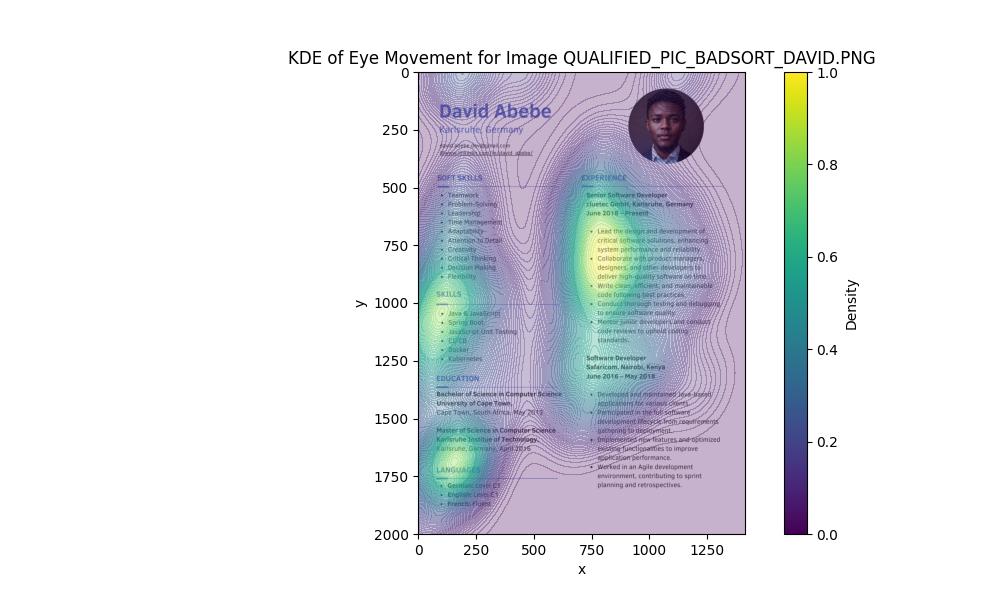 KDE of Eye Movement for Image QUALIFIED_PIC_BADSORT_DAVID.PNG
David Abebe
Karlsruhe, Germany
SOFT SKILLS
• Teamwork
• Problem-Solving
• Leadership
• Time Management
• Adaptability
• Attention to Detail
• Creativity
• Critical Thinking
• Decision Making
• Flexibility
SKILLS
• Java & JavaScript
• Spring Boot
• JavaScript Unit Testing
• CI/CD
• Docker
• Kubernetes
EDUCATION
Bachelor of Science in Computer Science
University of Cape Town,
Cape Town, South Africa, May 2013
Master of Science in Computer Science
Karlsruhe Institue of Technology,
Karlsruhe, Germany, April 2016
LANGUAGES
• German: Level C1
• English: Level C1
• French: Fluent
EXPERIENCE
Senior Software Developer
cluetec GmbH, Karlsruhe, Germany
June 2018 – Present
• Lead the design and development of
critical software solutions, enhancing
system performance and reliability.
• Collaborate with product managers,
designers, and other developers to
deliver high-quality software on time.
• Write clean, efficient, and maintainable
code following best practices.
• Conduct thorough testing and debugging
to ensure software quality.
• Mentor junior developers and conduct
code reviews to uphold coding
standards.
Software Developer
Safaricom, Nairobi, Kenya
June 2016 – May 2018
• Developed and maintained Java-based
applications for various clients.
• Participated in the full software
development lifecycle from requirements
gathering to deployment.
• Implemented new features and optimized
existing functionalities to improve
application performance.
• Worked in an Agile development
environment, contributing to sprint
planning and retrospectives.
0
250
500
750
1000
1250
1500
1750
2000
y
0 250 500 750 1000 1250
x
1.0
0.8
0.6
0.4
0.2
0.0
Density